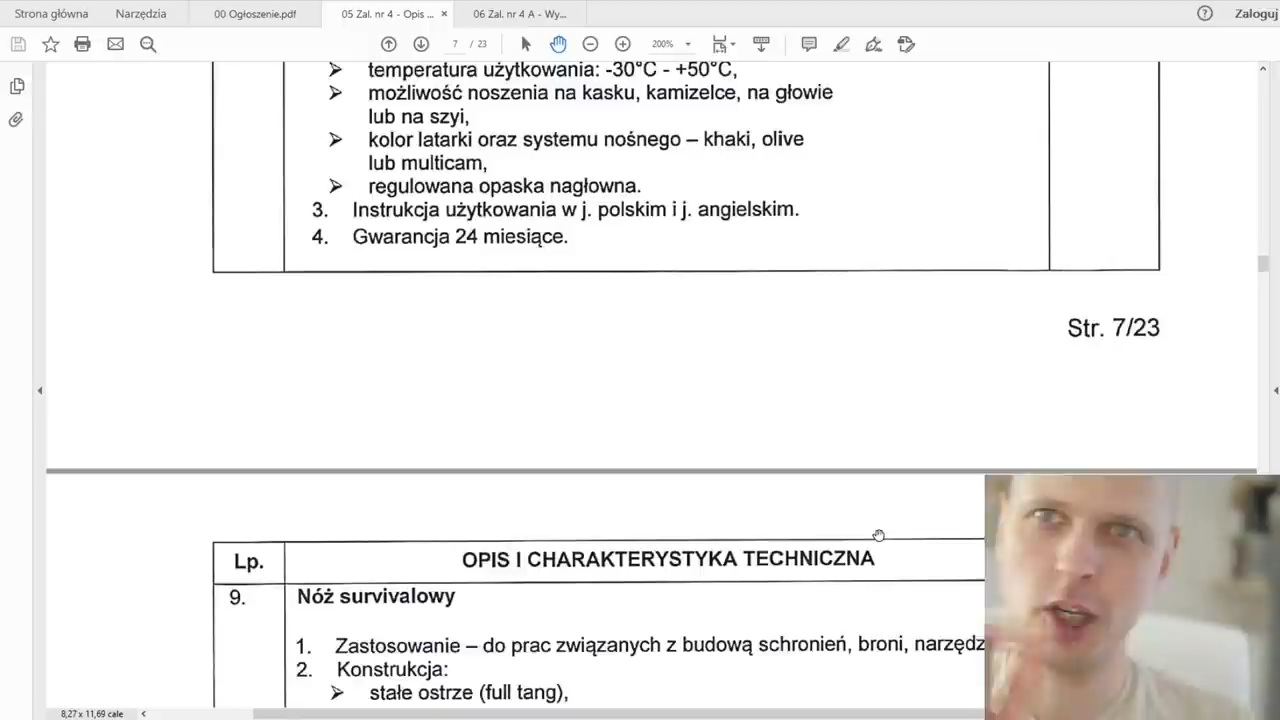 Strona główna Narzędzia 00 Ogłoszenie.pdf 05 Zal. nr 4 - Opis ... × 06 Zal. nr 4 A - Wy... Zaloguj
7 / 23 200%
temperatura użytkowania: -30°C - +50°C,
możliwość noszenia na kasku, kamizelce, na głowie
lub na szyi,
kolor latarki oraz systemu nośnego – khaki, olive
lub multicam,
regulowana opaska nagłowna.
3. Instrukcja użytkowania w j. polskim i j. angielskim.
4. Gwarancja 24 miesiące.
Str. 7/23
Lp. OPIS I CHARAKTERYSTYKA TECHNICZNA
9. Nóż survivalowy
1. Zastosowanie – do prac związanych z budową schronień, broni, narzędz
2. Konstrukcja:
stałe ostrze (full tang),
8,27 x 11,69 cale